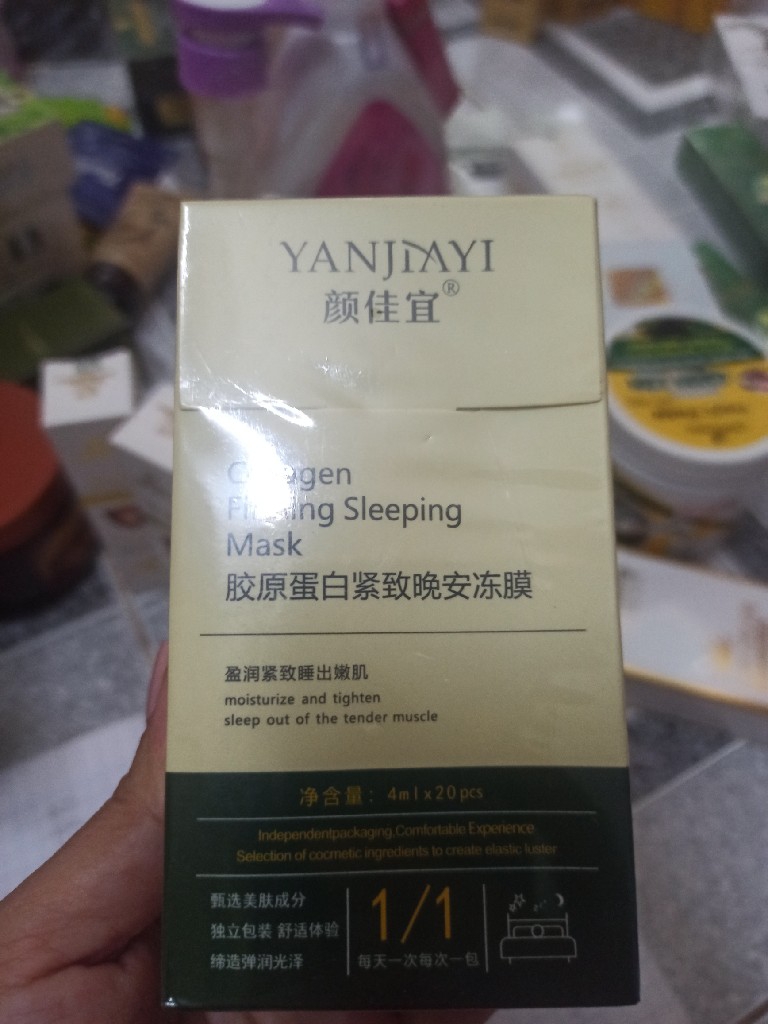 YANJIAYI
颜佳宜®
Collagen
Firming Sleeping
Mask
胶原蛋白紧致晚安冻膜
盈润紧致睡出嫩肌
moisturize and tighten
sleep out of the tender muscle
净含量: 4ml x 20pcs
Independentpackaging,Comfortable Experience
Selection of cocmetic ingredients to create elastic luster
甄选美肤成分
独立包装 舒适体验
缔造弹润光泽
1/1
每天一次每次一包